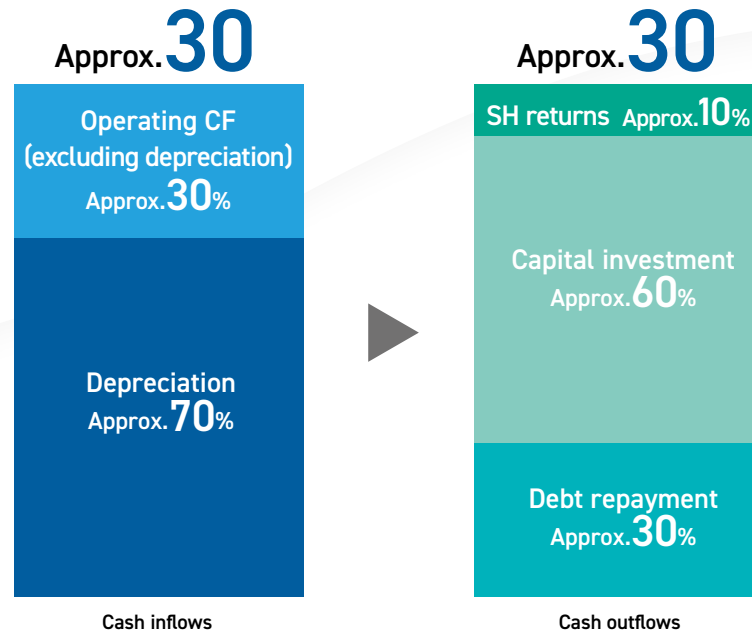 Approx.30
Operating CF
(excluding depreciation)
Approx.30%
Depreciation
Approx.70%
Cash inflows
Approx.30
SH returns Approx.10%
Capital investment
Approx.60%
Debt repayment
Approx.30%
Cash outflows